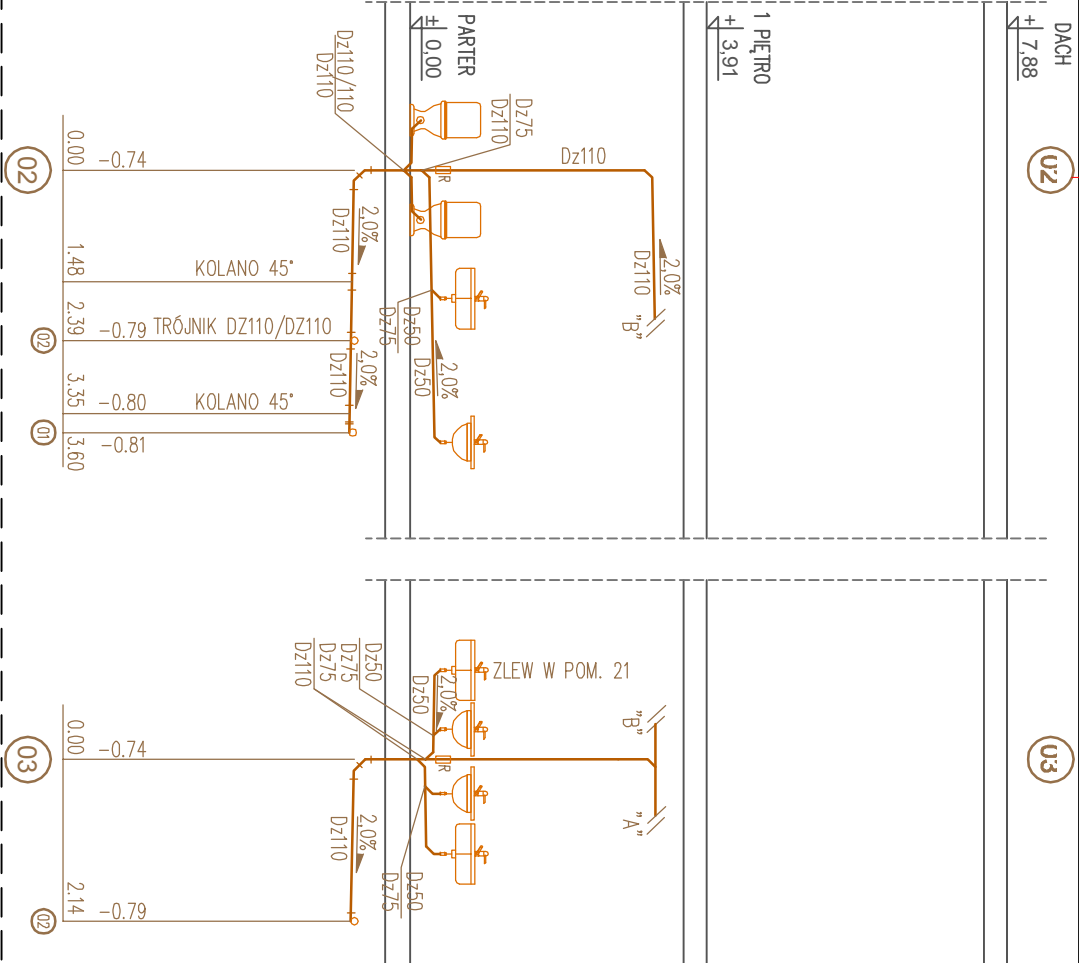 DACH
+ 7,88
1 PIĘTRO
+ 3,91
PARTER
± 0,00
02
Dz110
2,0%
Dz110
"B"
Dz75
Dz110
R
Dz110/110
Dz110
2,0%
Dz110
Dz50
Dz75
2,0%
Dz50
2,0%
Dz110
KOLANO 45°
TRÓJNIK DZ110/DZ110
KOLANO 45°
0.00
-0.74
1.48
2.39
-0.79
3.35
-0.80
3.60
-0.81
02
02
01
03
"B"
"A"
ZLEW W POM. 21
2,0%
Dz50
R
Dz50
Dz75
Dz75
Dz110
Dz50
Dz75
2,0%
Dz110
0.00
-0.74
2.14
-0.79
03
02